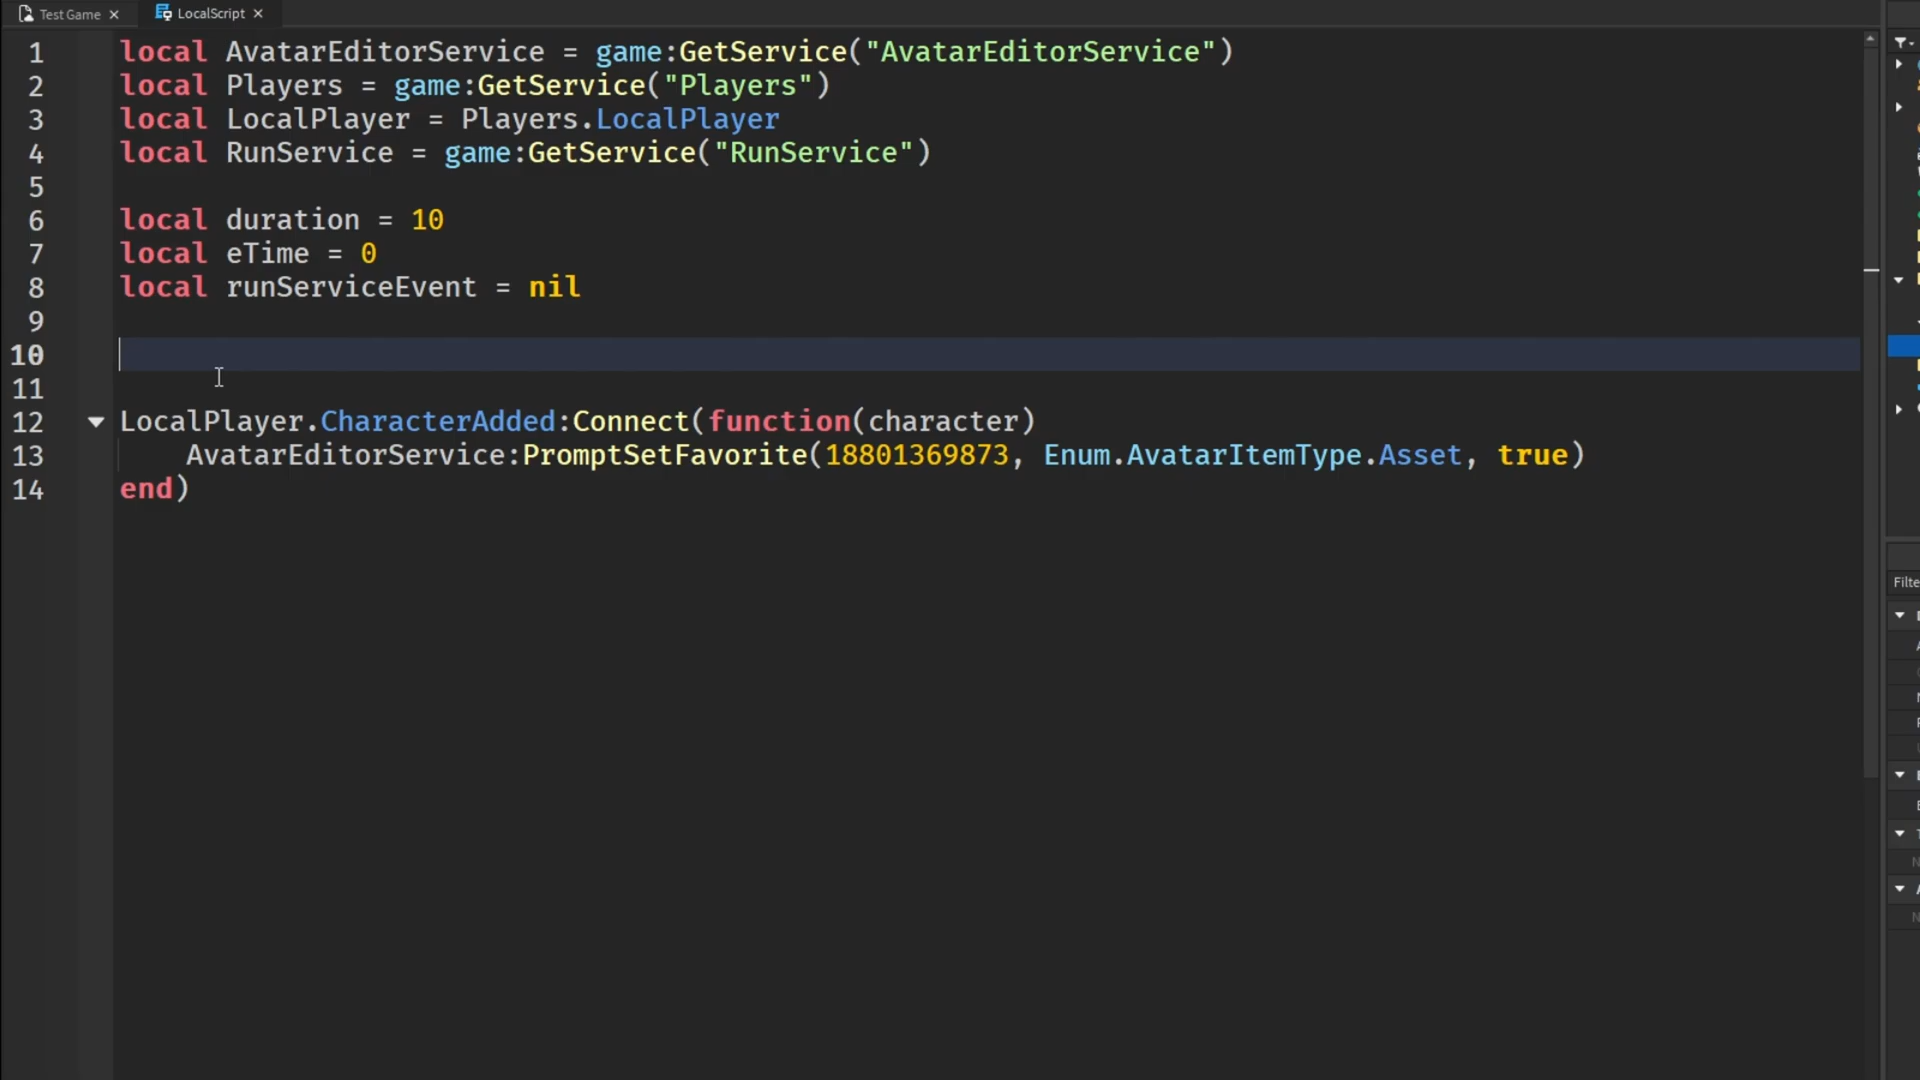 Test Game
LocalScript
1 local AvatarEditorService = game:GetService("AvatarEditorService")
2 local Players = game:GetService("Players")
3 local LocalPlayer = Players.LocalPlayer
4 local RunService = game:GetService("RunService")
5
6 local duration = 10
7 local eTime = 0
8 local runServiceEvent = nil
9
10
11
12 LocalPlayer.CharacterAdded:Connect(function(character)
13 AvatarEditorService:PromptSetFavorite(18801369873, Enum.AvatarItemType.Asset, true)
14 end)
Filte